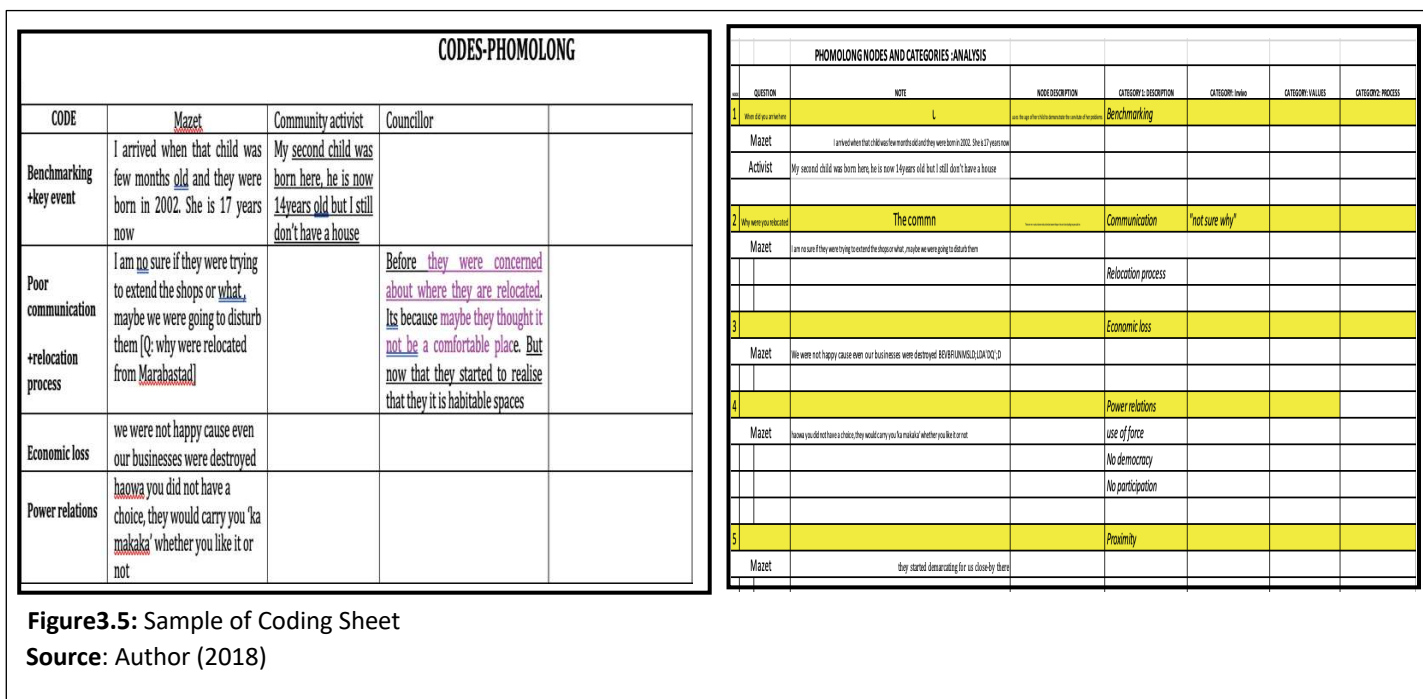 CODES-PHOMOLONG
CODE Mazet Community activist Councillor
Benchmarking
+key event
I arrived when that child was
few months old and they were
born in 2002. She is 17 years
now
My second child was
born here, he is now
14years old but I still
don't have a house
Poor
communication
+relocation
process
I am no sure if they were trying
to extend the shops or what ,
maybe we were going to disturb
them [Q: why were relocated
from Marabastad]
Before they were concerned
about where they are relocated.
Its because maybe they thought it
not be a comfortable place. But
now that they started to realise
that they it is habitable spaces
Economic loss
we were not happy cause even
our businesses were destroyed
Power relations
haowa you did not have a
choice, they would carry you 'ka
makaka' whether you like it or
not
PHOMOLONG NODES AND CATEGORIES :ANALYSIS
QUESTION NOTE NODE DESCRIPTION CATEGORY 1: DESCRIPTION CATEGORY: Invivo CATEGORY: VALUES CATEGORY2: PROCESS
1 When did you arrive here L Benchmarking
Mazet I arrived when that child was few months old and they were born in 2002. She is 17 years now
Activist My second child was born here, he is now 14years old but I still don't have a house
2 Why were you relocated The commn Communication "not sure why"
Mazet I am no sure if they were trying to extend the shops or what , maybe we were going to disturb them
Relocation process
3 Economic loss
Mazet We were not happy cause even our businesses were destroyed
4 Power relations
Mazet haowa you did not have a choice, they would carry you 'ka makaka' whether you like it or not use of force
No democracy
No participation
5 Proximity
Mazet they started demarcating for us close-by there
Figure3.5: Sample of Coding Sheet
Source: Author (2018)